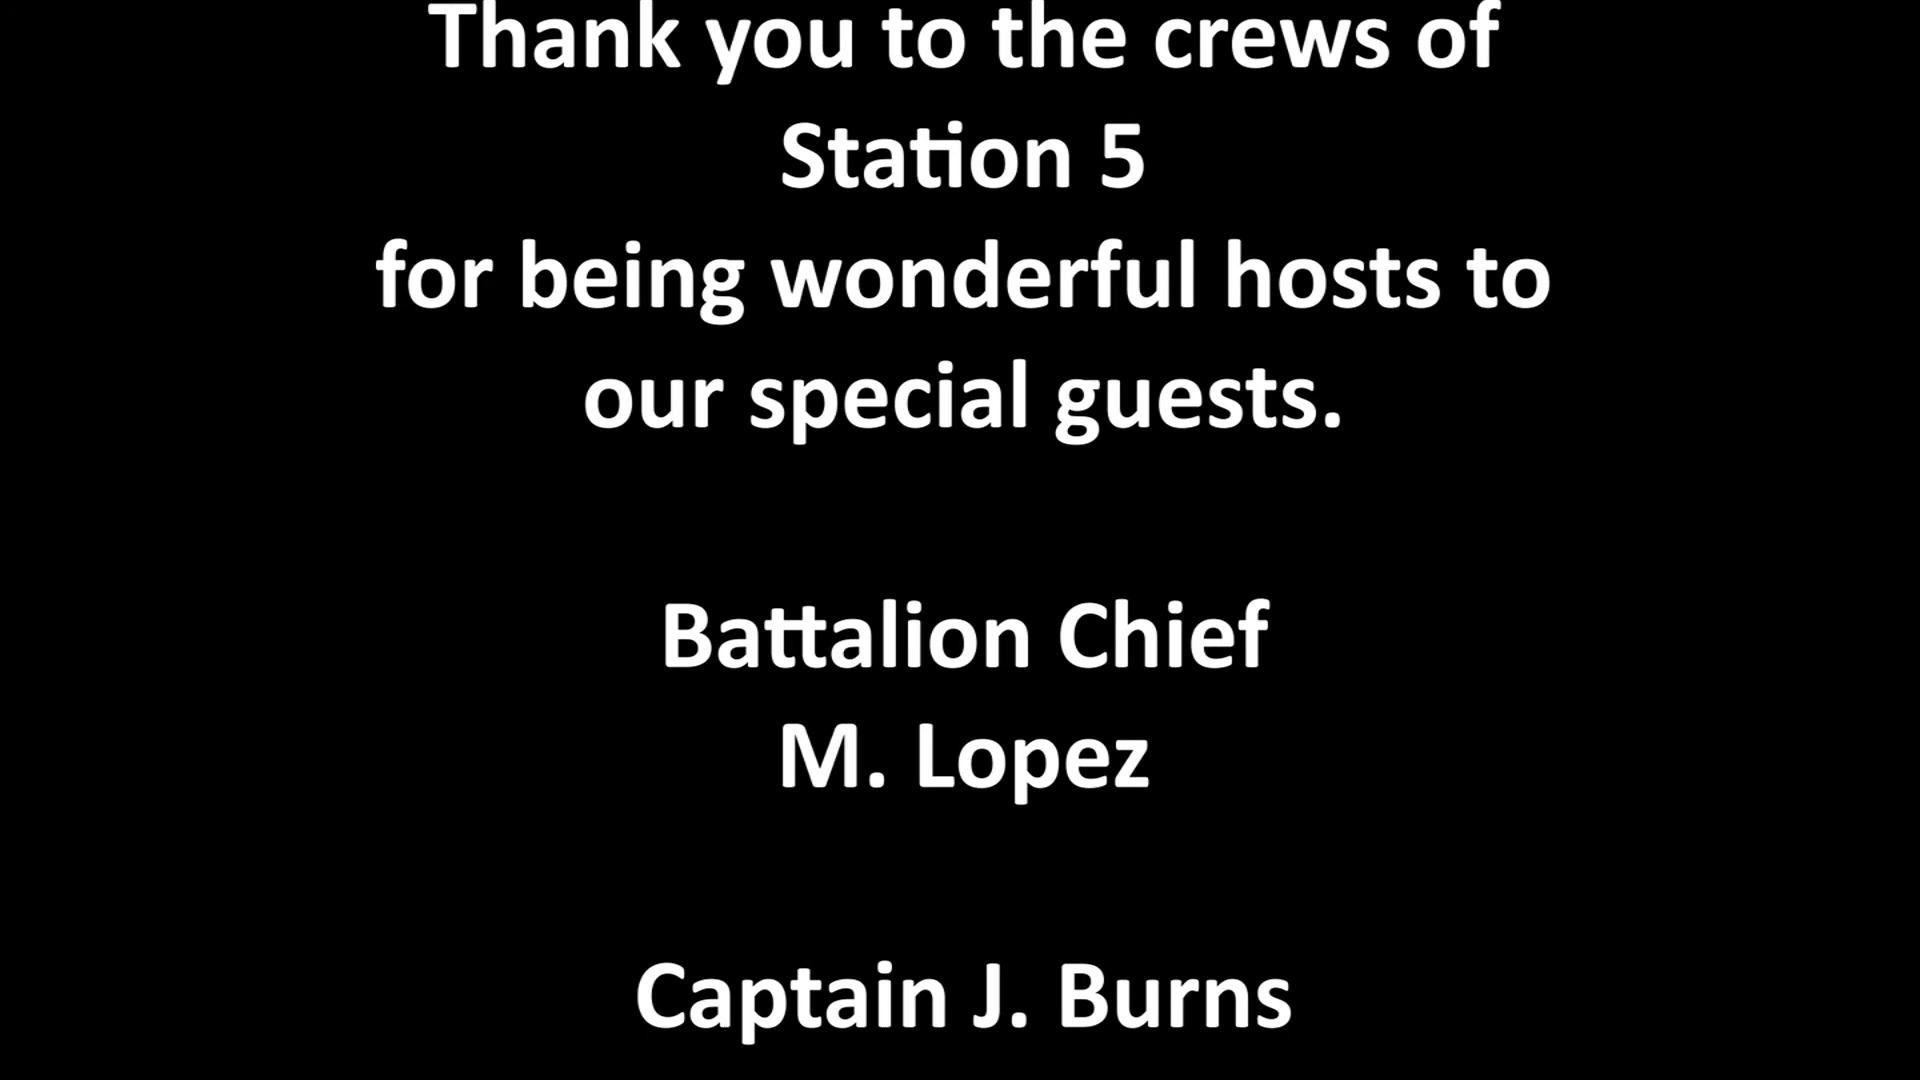 Thank you to the crews of
Station 5
for being wonderful hosts to
our special guests.
Battalion Chief
M. Lopez
Captain J. Burns